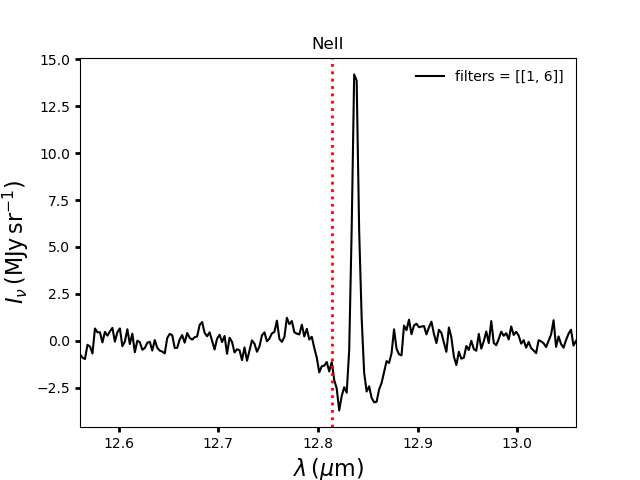 NeII
filters = [[1, 6]]
15.0
12.5
10.0
7.5
5.0
2.5
0.0
−2.5
I_ν (MJy sr⁻¹)
12.6 12.7 12.8 12.9 13.0
λ (μm)